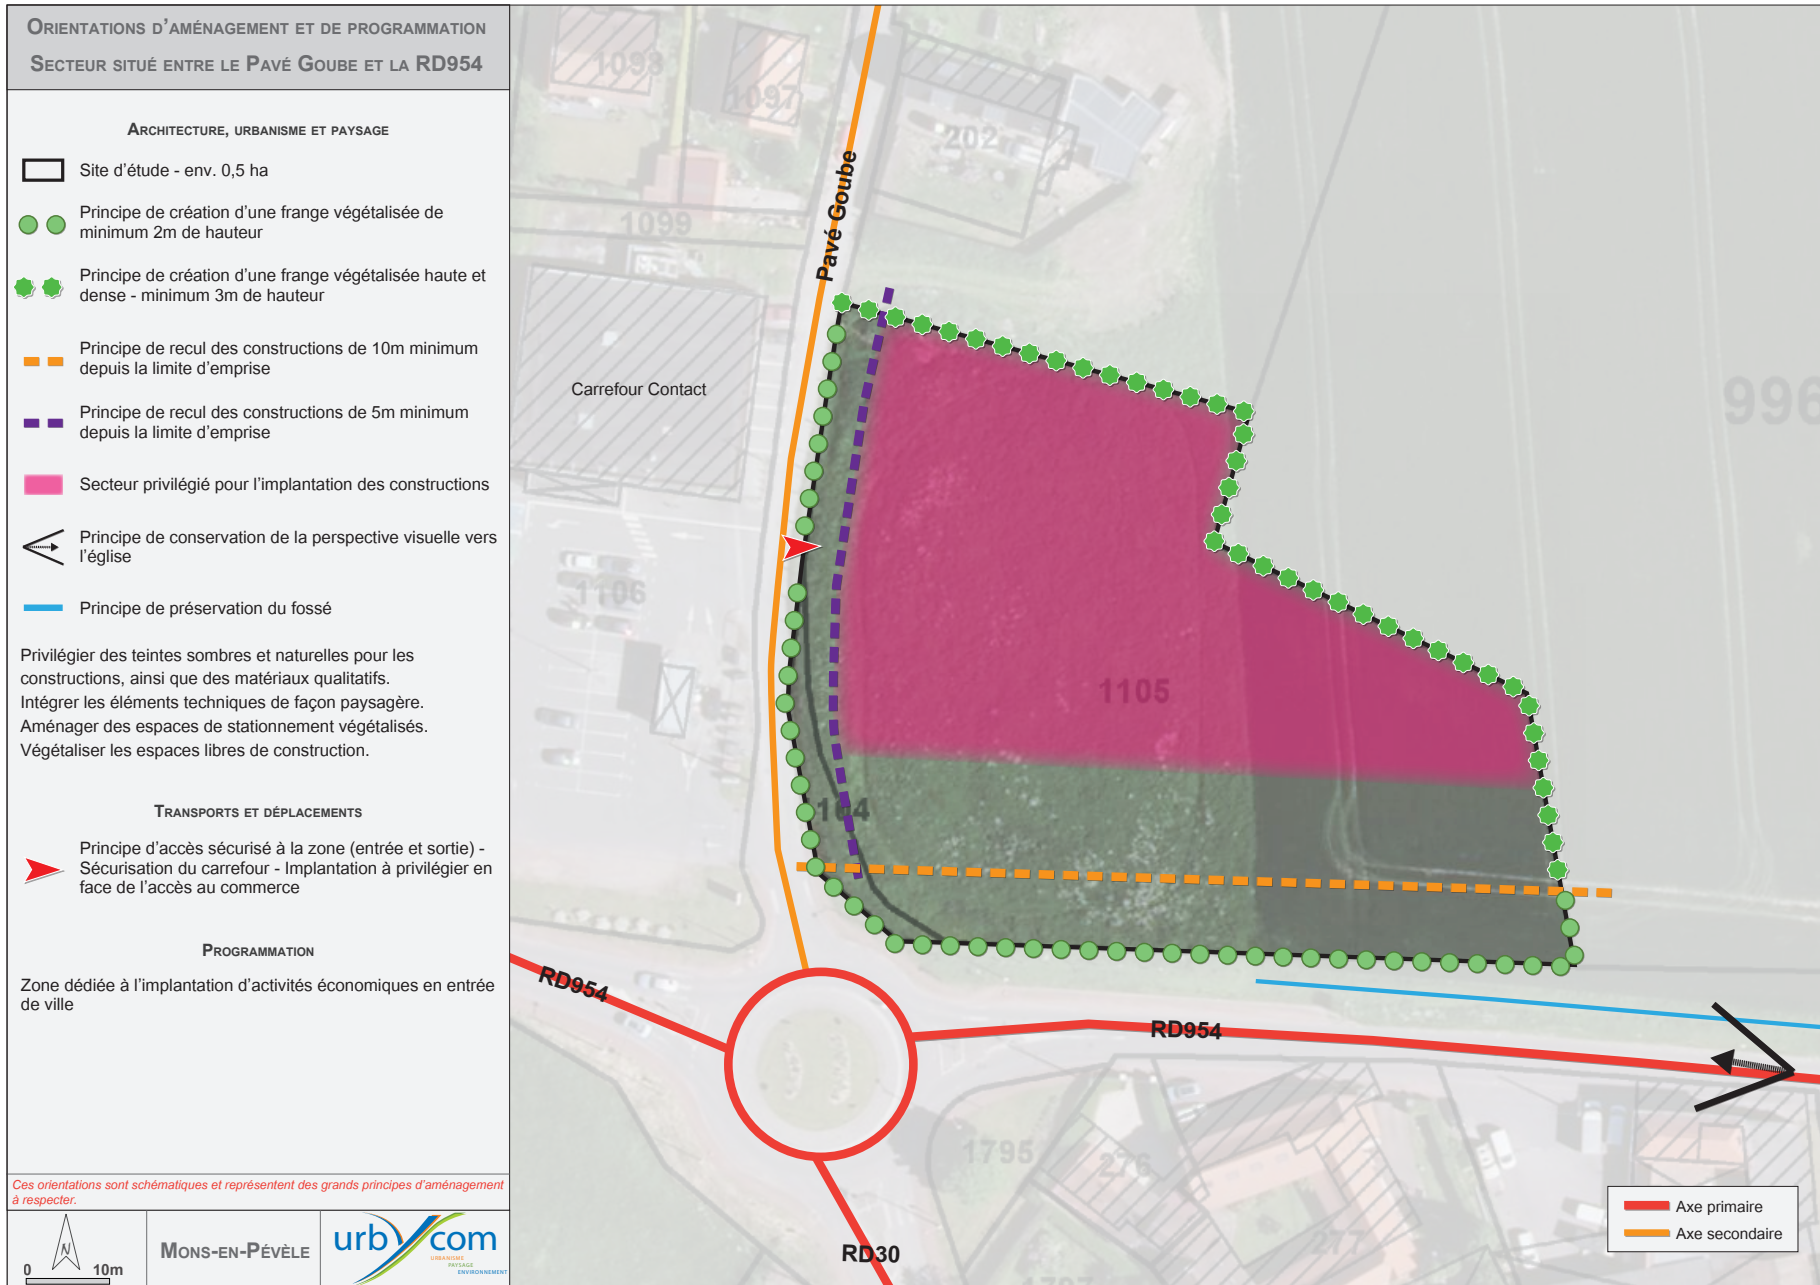 ORIENTATIONS D'AMÉNAGEMENT ET DE PROGRAMMATION
SECTEUR SITUÉ ENTRE LE PAVÉ GOUBE ET LA RD954
ARCHITECTURE, URBANISME ET PAYSAGE
Site d'étude - env. 0,5 ha
Principe de création d'une frange végétalisée de
minimum 2m de hauteur
Principe de création d'une frange végétalisée haute et
dense - minimum 3m de hauteur
Principe de recul des constructions de 10m minimum
depuis la limite d'emprise
Principe de recul des constructions de 5m minimum
depuis la limite d'emprise
Secteur privilégié pour l'implantation des constructions
Principe de conservation de la perspective visuelle vers
l'église
Principe de préservation du fossé
Privilégier des teintes sombres et naturelles pour les
constructions, ainsi que des matériaux qualitatifs.
Intégrer les éléments techniques de façon paysagère.
Aménager des espaces de stationnement végétalisés.
Végétaliser les espaces libres de construction.
TRANSPORTS ET DÉPLACEMENTS
Principe d'accès sécurisé à la zone (entrée et sortie) -
Sécurisation du carrefour - Implantation à privilégier en
face de l'accès au commerce
PROGRAMMATION
Zone dédiée à l'implantation d'activités économiques en entrée
de ville
Ces orientations sont schématiques et représentent des grands principes d'aménagement
à respecter.
N
0 10m
MONS-EN-PÉVÈLE
urbycom
URBANISME
PAYSAGE
ENVIRONNEMENT
1093
1097
202
1099
Pavé Goube
Carrefour Contact
996
1106
1105
164
RD954
RD954
1795
276
RD30
Axe primaire
Axe secondaire